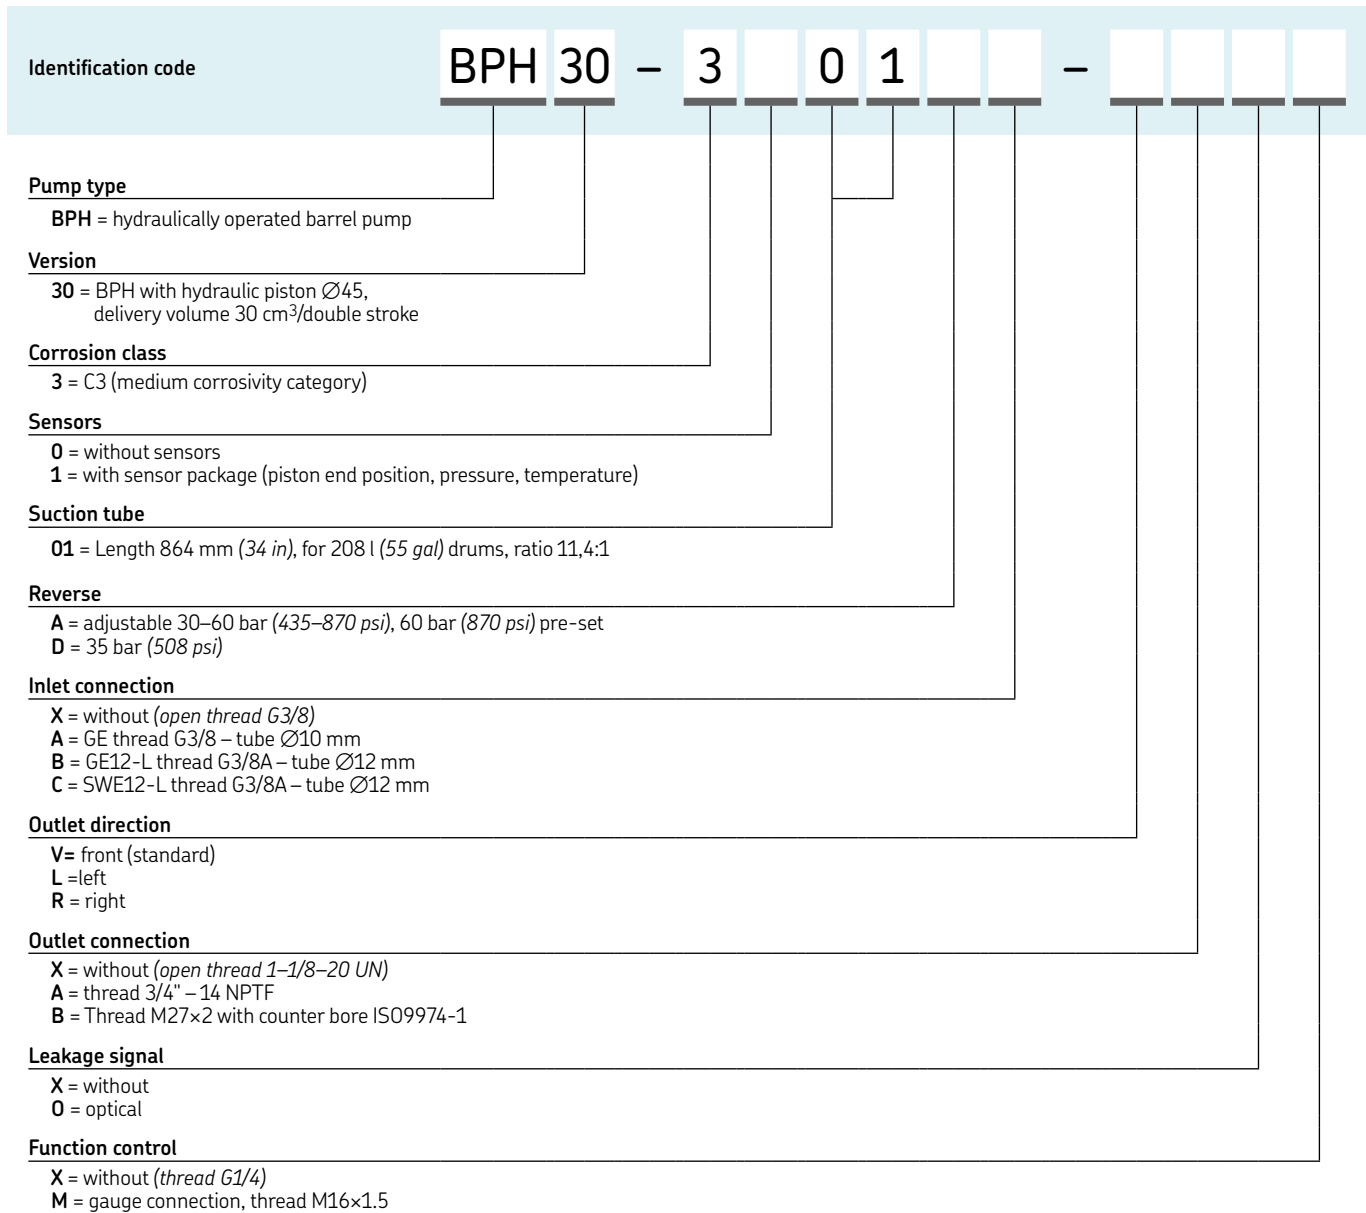 Identification code BPH 30 – 3 0 1 –
Pump type
BPH = hydraulically operated barrel pump
Version
30 = BPH with hydraulic piston ∅45,
delivery volume 30 cm³/double stroke
Corrosion class
3 = C3 (medium corrosivity category)
Sensors
0 = without sensors
1 = with sensor package (piston end position, pressure, temperature)
Suction tube
01 = Length 864 mm (34 in), for 208 l (55 gal) drums, ratio 11,4:1
Reverse
A = adjustable 30–60 bar (435–870 psi), 60 bar (870 psi) pre-set
D = 35 bar (508 psi)
Inlet connection
X = without (open thread G3/8)
A = GE thread G3/8 – tube ∅10 mm
B = GE12-L thread G3/8A – tube ∅12 mm
C = SWE12-L thread G3/8A – tube ∅12 mm
Outlet direction
V= front (standard)
L =left
R = right
Outlet connection
X = without (open thread 1–1/8–20 UN)
A = thread 3/4" – 14 NPTF
B = Thread M27×2 with counter bore ISO9974-1
Leakage signal
X = without
O = optical
Function control
X = without (thread G1/4)
M = gauge connection, thread M16×1.5